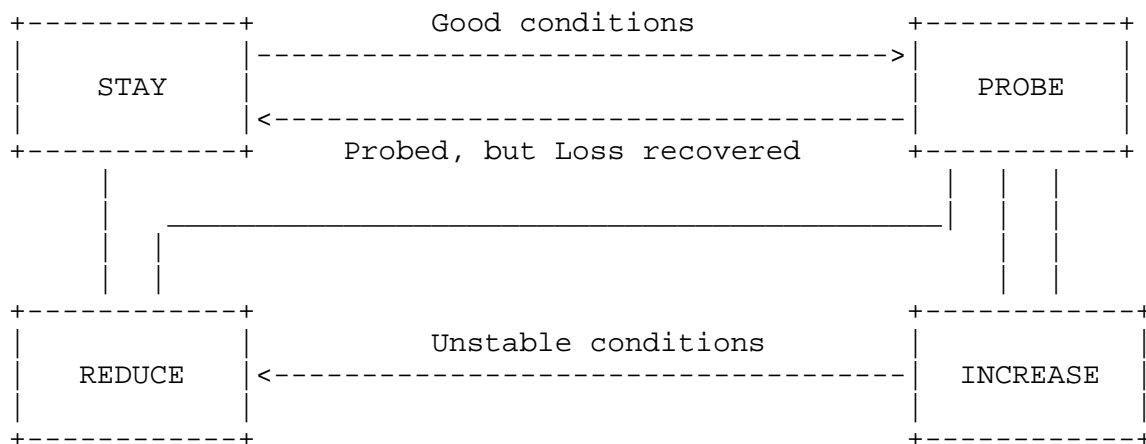 Good conditions
STAY PROBE
Probed, but Loss recovered
Unstable conditions
REDUCE INCREASE